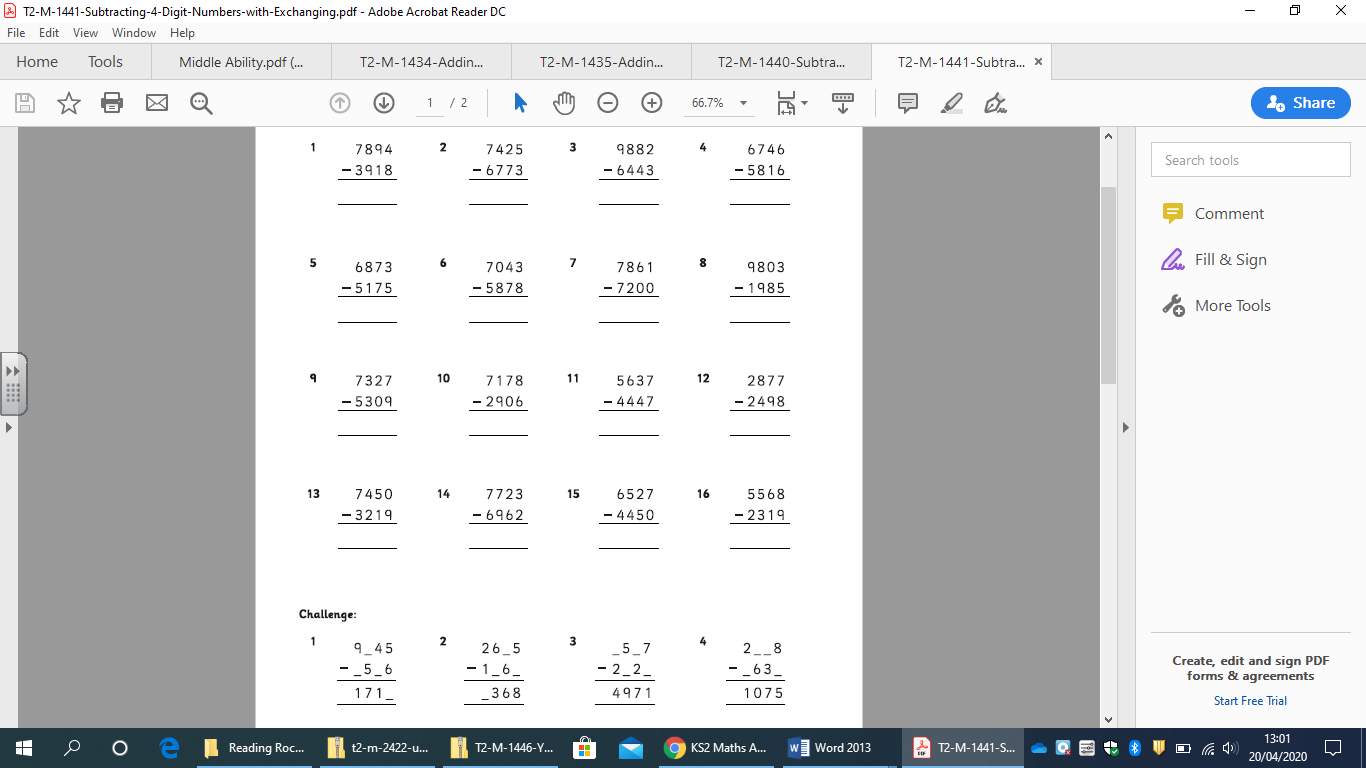 T2-M-1441-Subtracting-4-Digit-Numbers-with-Exchanging.pdf - Adobe Acrobat Reader DC
File Edit View Window Help
Home Tools Middle Ability.pdf (... T2-M-1434-Addin... T2-M-1435-Addin... T2-M-1440-Subtra... T2-M-1441-Subtra... ×
1 / 2 66.7% Share
1 7894 2 7425 3 9882 4 6746
−3918 −6773 −6443 −5816
5 6873 6 7043 7 7861 8 9803
−5175 −5878 −7200 −1985
9 7327 10 7178 11 5637 12 2877
−5309 −2906 −4447 −2498
13 7450 14 7723 15 6527 16 5568
−3219 −6962 −4450 −2319
Challenge:
1 9_45 2 26_5 3 _5_7 4 2__8
−_5_6 −1_6_ −2_2_ −_63_
171_ _368 4971 1075
Search tools
Comment
Fill & Sign
More Tools
Create, edit and sign PDF
forms & agreements
Start Free Trial
Reading Roc... t2-m-2422-u... T2-M-1446-Y... KS2 Maths A... Word 2013 T2-M-1441-S... 13:01
20/04/2020